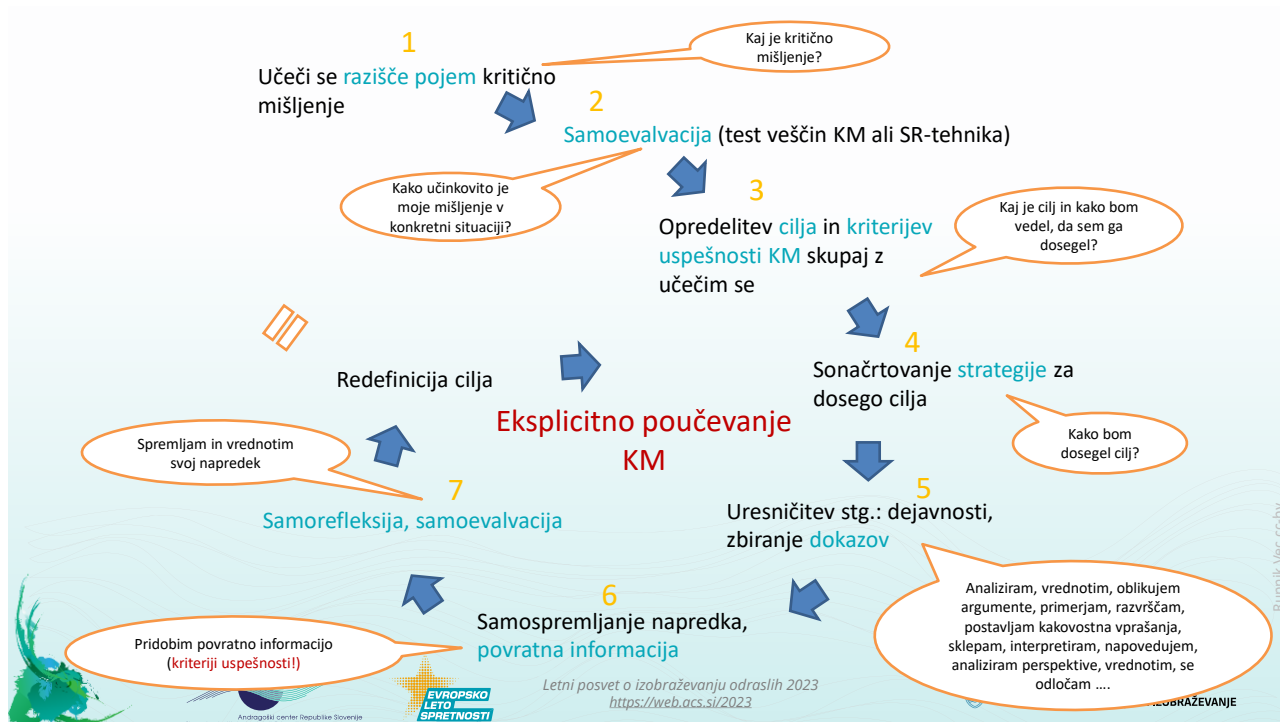 1
Učeči se razišče pojem kritično
mišljenje
Kaj je kritično
mišljenje?
2
Samoevalvacija (test veščin KM ali SR-tehnika)
Kako učinkovito je
moje mišljenje v
konkretni situaciji?
3
Opredelitev cilja in kriterijev
uspešnosti KM skupaj z
učečim se
Kaj je cilj in kako bom
vedel, da sem ga
dosegel?
4
Sonačrtovanje strategije za
dosego cilja
Kako bom
dosegel cilj?
Redefinicija cilja
Eksplicitno poučevanje
KM
5
Uresničitev stg.: dejavnosti,
zbiranje dokazov
Analiziram, vrednotim, oblikujem
argumente, primerjam, razvrščam,
postavljam kakovostna vprašanja,
sklepam, interpretiram, napovedujem,
analiziram perspektive, vrednotim, se
odločam ....
6
Samospremljanje napredka,
povratna informacija
Pridobim povratno informacijo
(kriteriji uspešnosti!)
7
Samorefleksija, samoevalvacija
Spremljam in vrednotim
svoj napredek
Rupnik Vec cc by
Andragoški center Republike Slovenije
EVROPSKO
LETO
SPRETNOSTI
Letni posvet o izobraževanju odraslih 2023
https://web.acs.si/2023
IZOBRAŽEVANJE